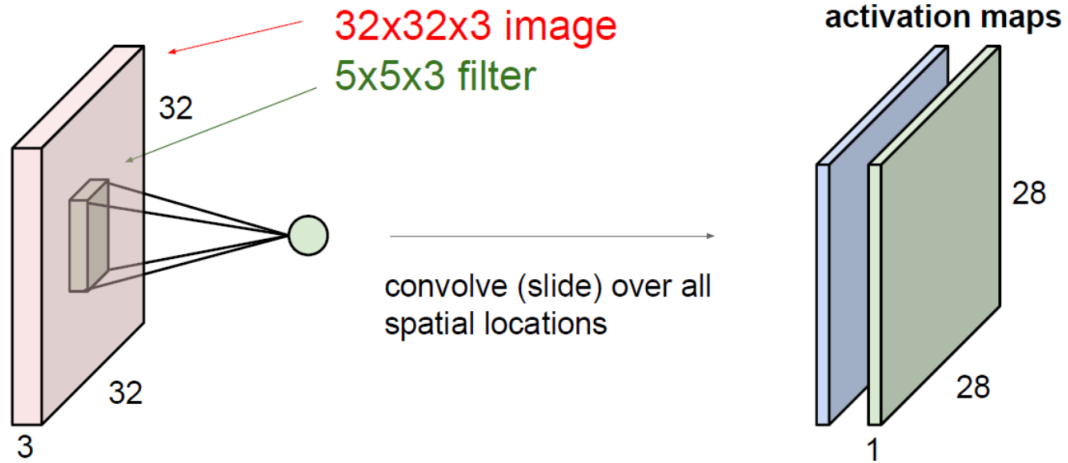 32x32x3 image
5x5x3 filter
32
32
3
convolve (slide) over all
spatial locations
activation maps
28
28
1